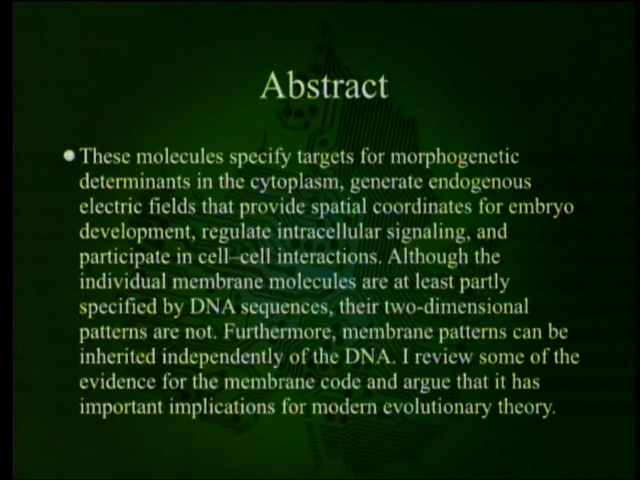 Abstract
These molecules specify targets for morphogenetic
determinants in the cytoplasm, generate endogenous
electric fields that provide spatial coordinates for embryo
development, regulate intracellular signaling, and
participate in cell–cell interactions. Although the
individual membrane molecules are at least partly
specified by DNA sequences, their two-dimensional
patterns are not. Furthermore, membrane patterns can be
inherited independently of the DNA. I review some of the
evidence for the membrane code and argue that it has
important implications for modern evolutionary theory.